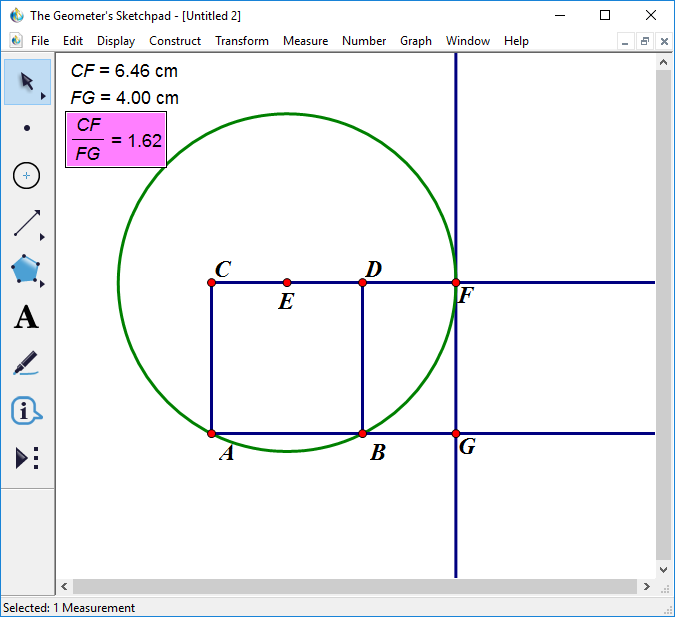 The Geometer's Sketchpad - [Untitled 2]
File Edit Display Construct Transform Measure Number Graph Window Help
CF = 6.46 cm
FG = 4.00 cm
CF
= 1.62
FG
C
D
E
F
A
B
G
A
i
Selected: 1 Measurement